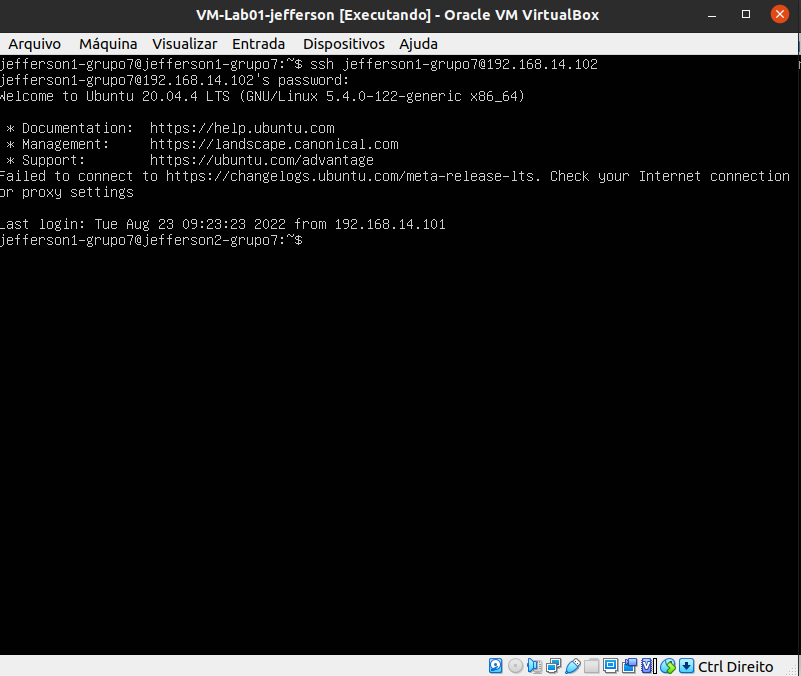 VM-Lab01-jefferson [Executando] - Oracle VM VirtualBox
Arquivo Máquina Visualizar Entrada Dispositivos Ajuda
jefferson1-grupo7@jefferson1-grupo7:~$ ssh jefferson1-grupo7@192.168.14.102
jefferson1-grupo7@192.168.14.102's password:
Welcome to Ubuntu 20.04.4 LTS (GNU/Linux 5.4.0-122-generic x86_64)
* Documentation: https://help.ubuntu.com
* Management: https://landscape.canonical.com
* Support: https://ubuntu.com/advantage
Failed to connect to https://changelogs.ubuntu.com/meta-release-lts. Check your Internet connection
or proxy settings
Last login: Tue Aug 23 09:23:23 2022 from 192.168.14.101
jefferson1-grupo7@jefferson2-grupo7:~$
Ctrl Direito